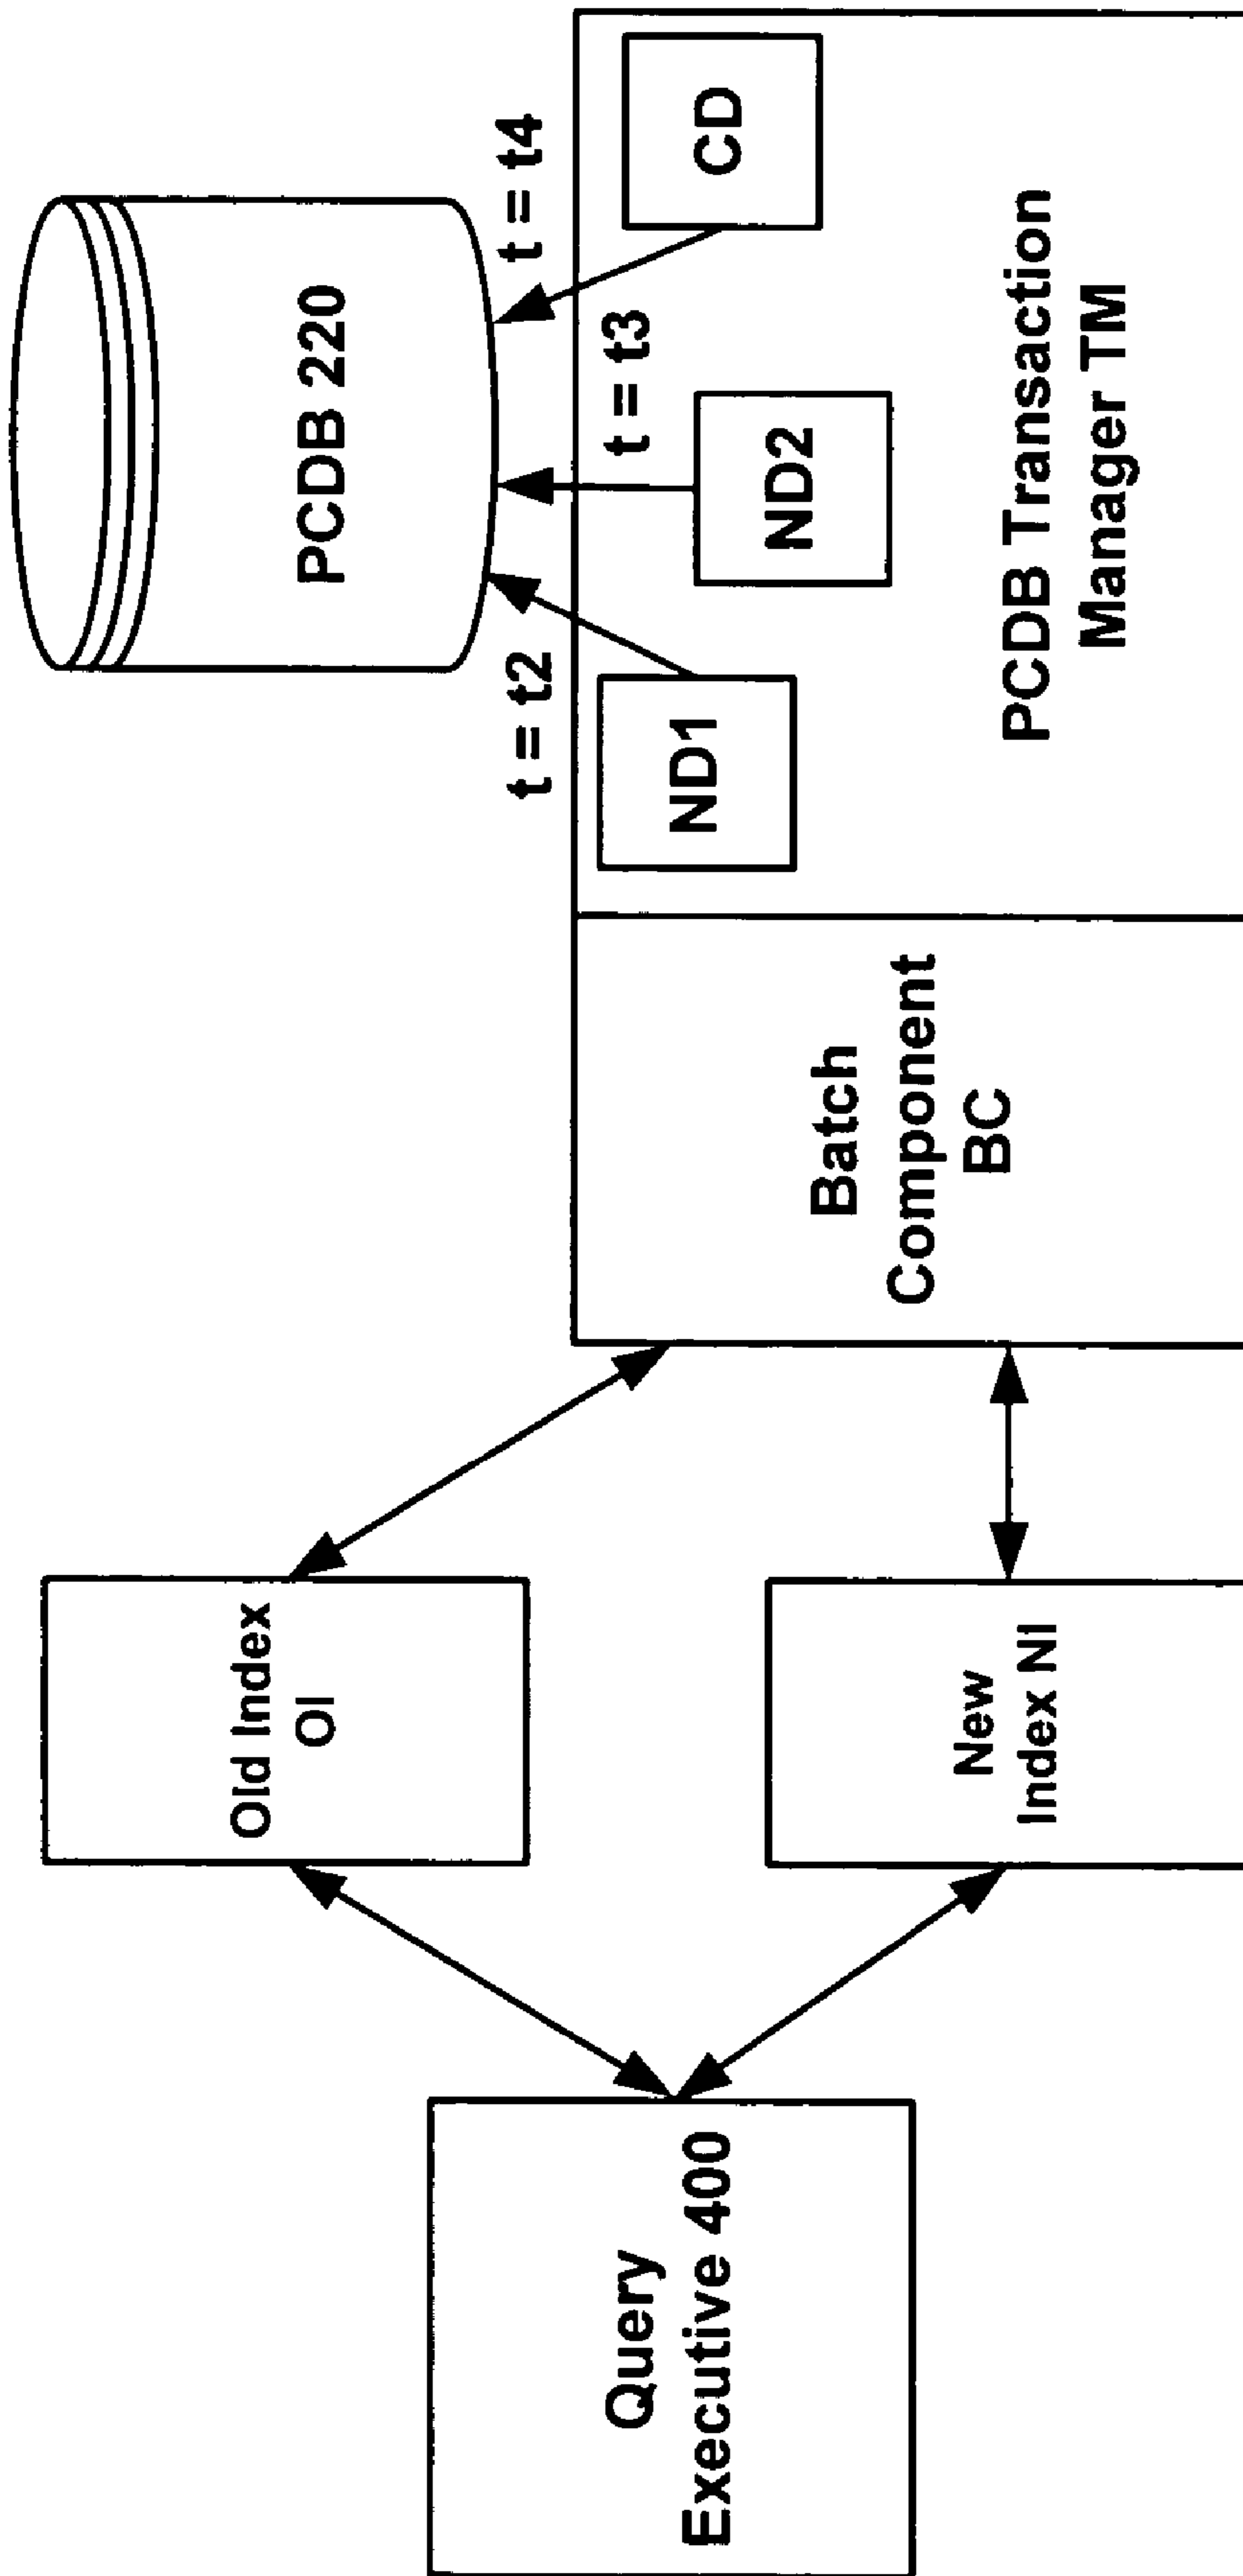 Query
Executive 400
Old Index
OI
New
Index NI
Batch
Component
BC
PCDB 220
t = t2
t = t3
t = t4
ND1
ND2
CD
PCDB Transaction
Manager TM